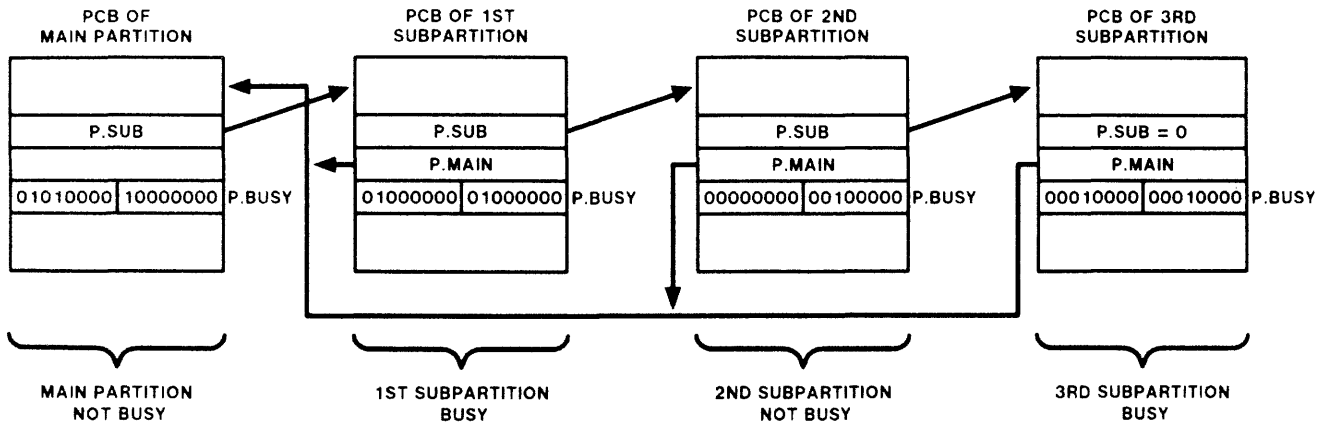 PCB OF
MAIN PARTITION
PCB OF 1ST
SUBPARTITION
PCB OF 2ND
SUBPARTITION
PCB OF 3RD
SUBPARTITION
P.SUB
P.SUB
P.SUB
P.SUB = 0
P.MAIN
P.MAIN
P.MAIN
01010000 10000000 P.BUSY
01000000 01000000 P.BUSY
00000000 00100000 P.BUSY
00010000 00010000 P.BUSY
MAIN PARTITION
NOT BUSY
1ST SUBPARTITION
BUSY
2ND SUBPARTITION
NOT BUSY
3RD SUBPARTITION
BUSY